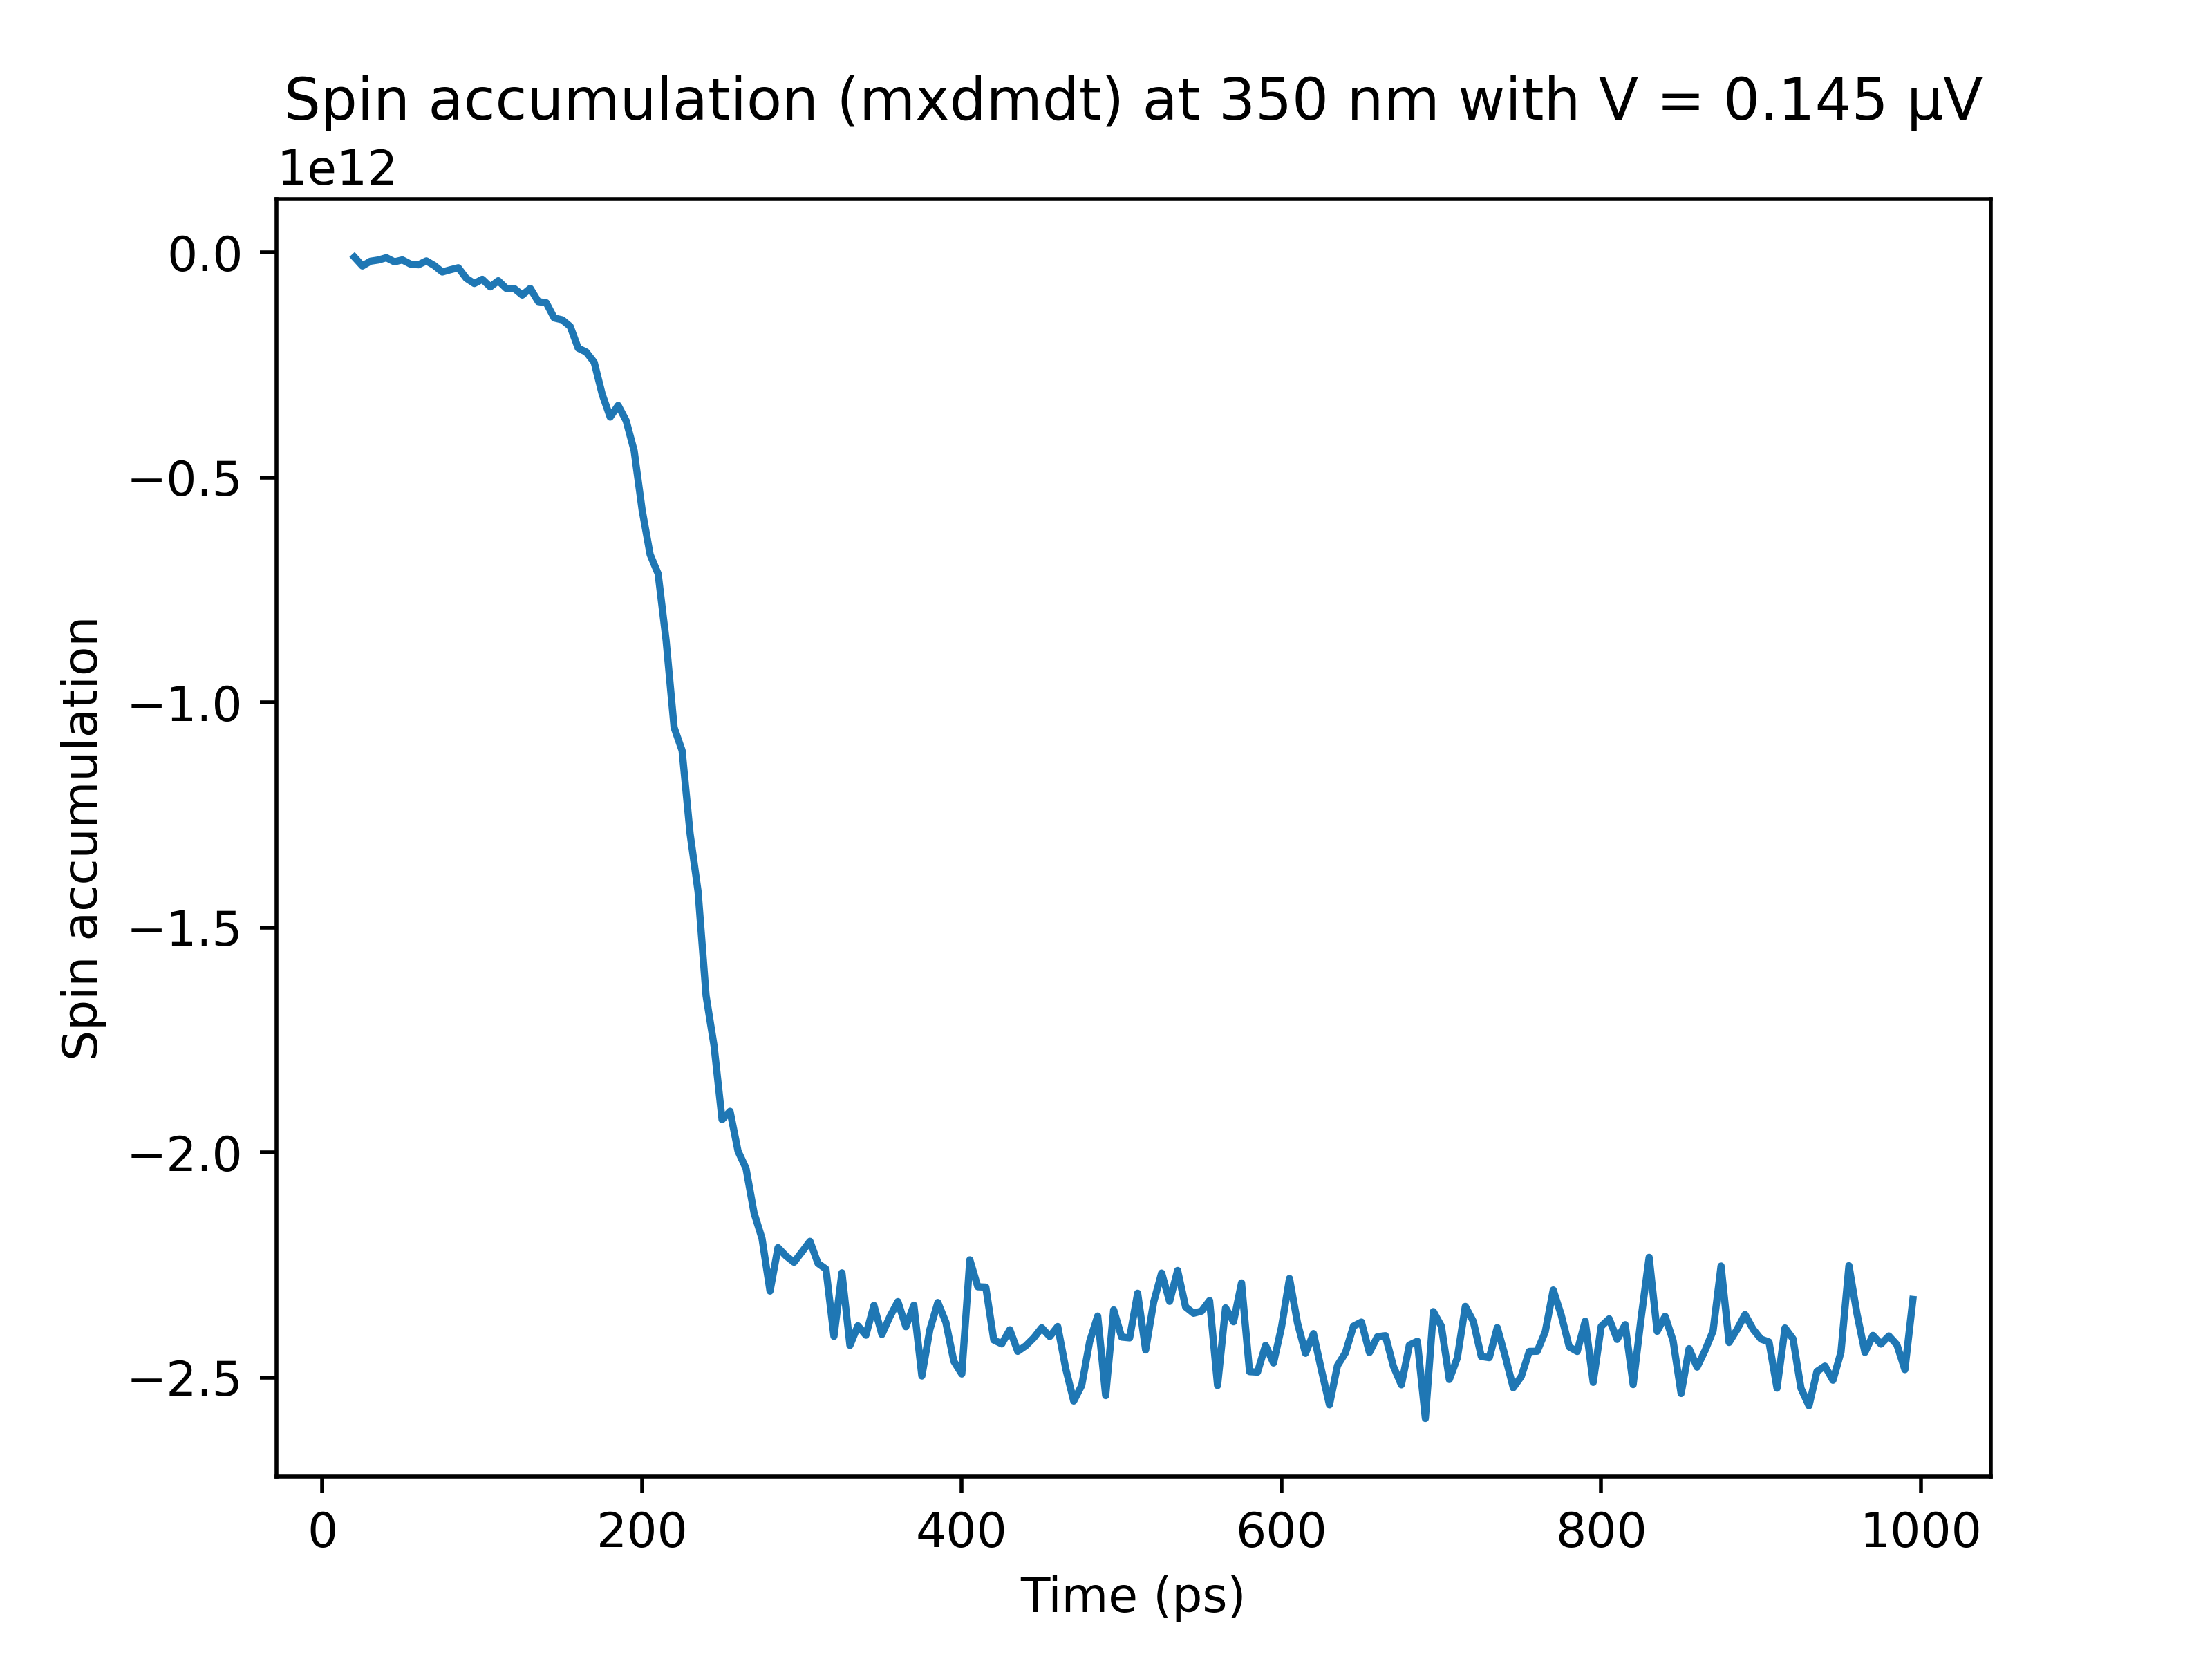 Spin accumulation (mxdmdt) at 350 nm with V = 0.145 μV
1e12
0.0
−0.5
−1.0
−1.5
−2.0
−2.5
Spin accumulation
0 200 400 600 800 1000
Time (ps)